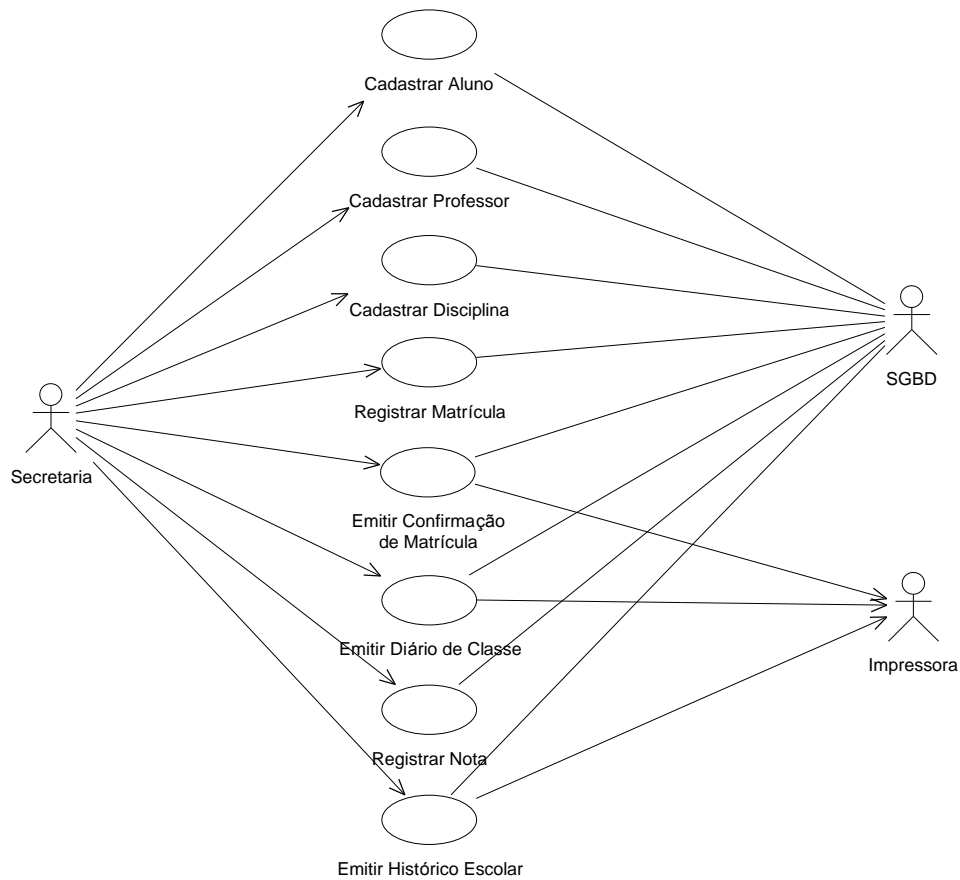 Cadastrar Aluno
Cadastrar Professor
Cadastrar Disciplina
SGBD
Registrar Matrícula
Secretaria
Emitir Confirmação
de Matrícula
Emitir Diário de Classe
Impressora
Registrar Nota
Emitir Histórico Escolar